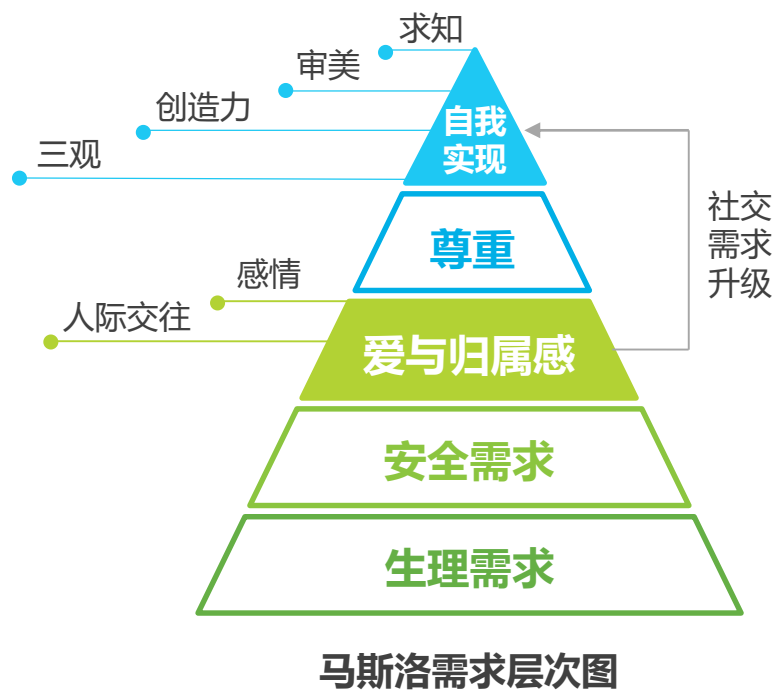 求知
审美
创造力
三观
自我
实现
社交
需求
升级
尊重
感情
人际交往
爱与归属感
安全需求
生理需求
马斯洛需求层次图